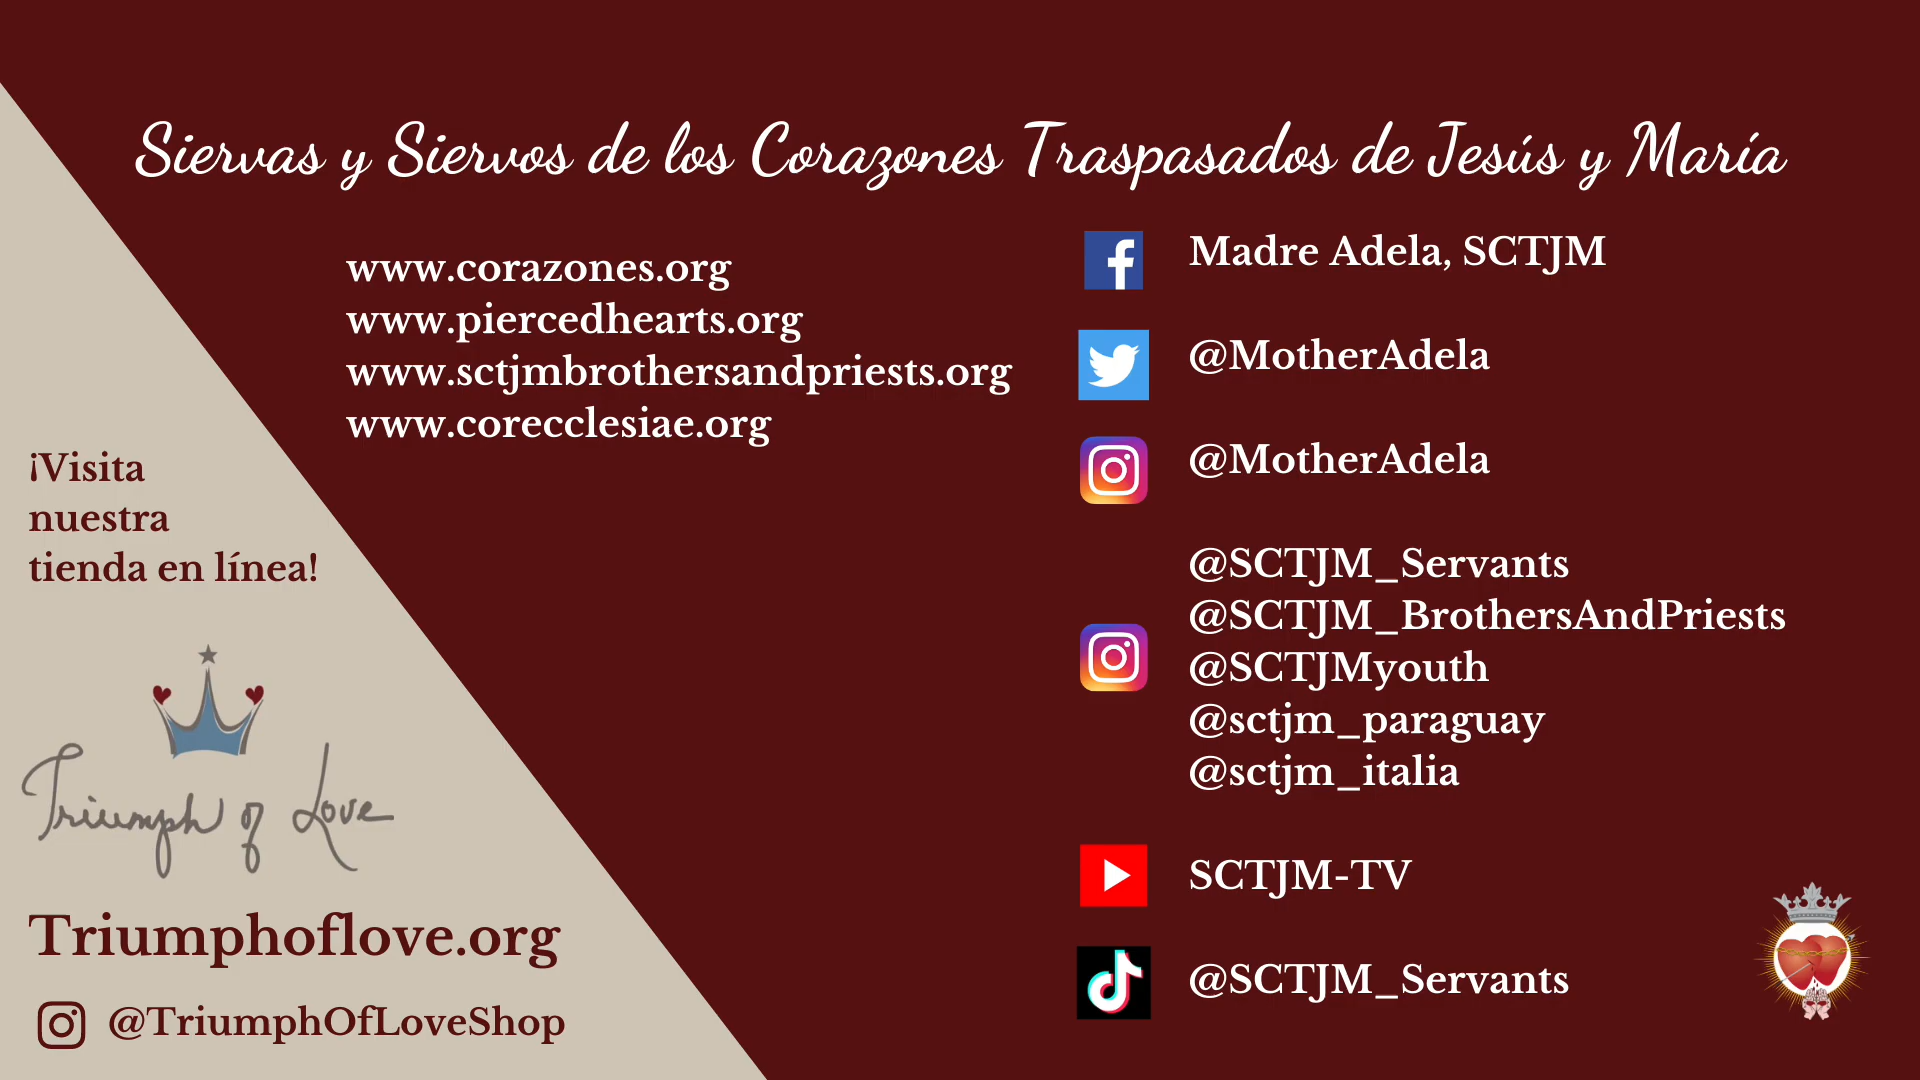 Siervas y Siervos de los Corazones Traspasados de Jesús y María
www.corazones.org
www.piercedhearts.org
www.sctjmbrothersandpriests.org
www.corecclesiae.org
Madre Adela, SCTJM
@MotherAdela
@MotherAdela
@SCTJM_Servants
@SCTJM_BrothersAndPriests
@SCTJMyouth
@sctjm_paraguay
@sctjm_italia
SCTJM-TV
@SCTJM_Servants
¡Visita
nuestra
tienda en línea!
Triumph of Love
Triumphoflove.org
@TriumphOfLoveShop